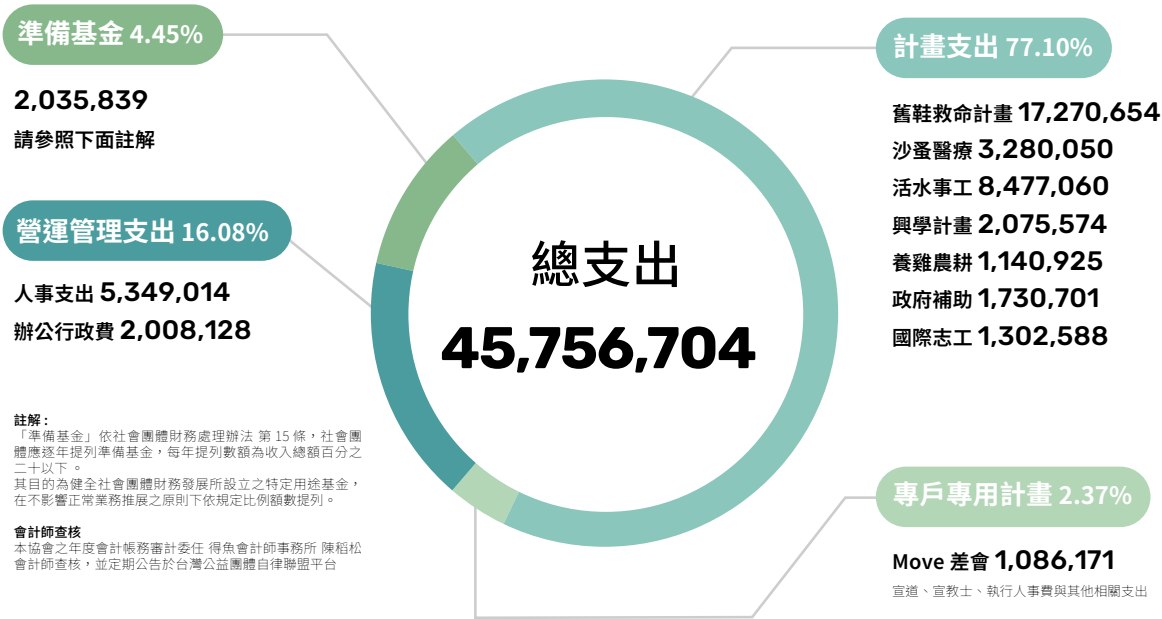 準備基金 4.45%
2,035,839
請參照下面註解
營運管理支出 16.08%
人事支出 5,349,014
辦公行政費 2,008,128
註解 :
「準備基金」依社會團體財務處理辦法 第 15 條，社會團
體應逐年提列準備基金，每年提列數額為收入總額百分之
二十以下 。
其目的為健全社會團體財務發展所設立之特定用途基金，
在不影響正常業務推展之原則下依規定比例額數提列。
會計師查核
本協會之年度會計帳務審計委任 得魚會計師事務所 陳稻松
會計師查核，並定期公告於台灣公益團體自律聯盟平台
總支出
45,756,704
計畫支出 77.10%
舊鞋救命計畫 17,270,654
沙蚤醫療 3,280,050
活水事工 8,477,060
興學計畫 2,075,574
養雞農耕 1,140,925
政府補助 1,730,701
國際志工 1,302,588
專戶專用計畫 2.37%
Move 差會 1,086,171
宣道、宣教士、執行人事費與其他相關支出